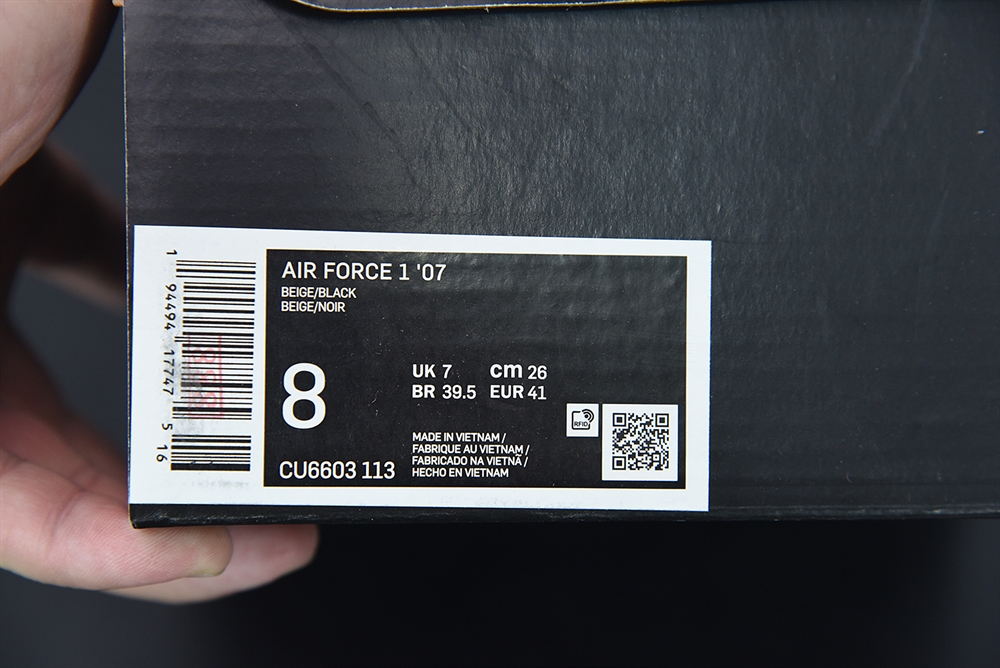 AIR FORCE 1 '07
BEIGE/BLACK
BEIGE/NOIR
8
UK 7 cm 26
BR 39.5 EUR 41
MADE IN VIETNAM /
FABRIQUE AU VIETNAM /
FABRICADO NA VIETNÃ /
HECHO EN VIETNAM
CU6603 113
RFID
1 94494 17747 5 16